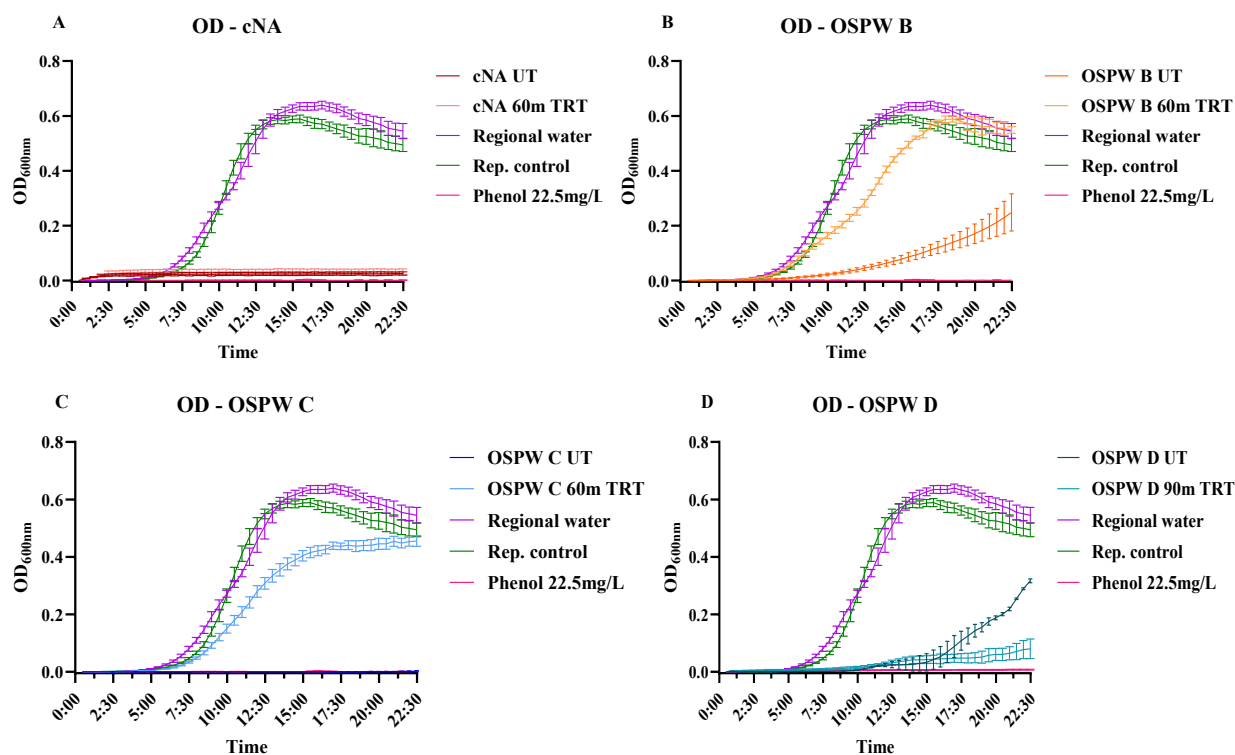 A
OD - cNA
OD600nm
0.8
0.6
0.4
0.2
0.0
0:00
2:30
5:00
7:30
10:00
12:30
15:00
17:30
20:00
22:30
Time
cNA UT
cNA 60m TRT
Regional water
Rep. control
Phenol 22.5mg/L
B
OD - OSPW B
OD600nm
0.8
0.6
0.4
0.2
0.0
0:00
2:30
5:00
7:30
10:00
12:30
15:00
17:30
20:00
22:30
Time
OSPW B UT
OSPW B 60m TRT
Regional water
Rep. control
Phenol 22.5mg/L
C
OD - OSPW C
OD600nm
0.8
0.6
0.4
0.2
0.0
0:00
2:30
5:00
7:30
10:00
12:30
15:00
17:30
20:00
22:30
Time
OSPW C UT
OSPW C 60m TRT
Regional water
Rep. control
Phenol 22.5mg/L
D
OD - OSPW D
OD600nm
0.8
0.6
0.4
0.2
0.0
0:00
2:30
5:00
7:30
10:00
12:30
15:00
17:30
20:00
22:30
Time
OSPW D UT
OSPW D 90m TRT
Regional water
Rep. control
Phenol 22.5mg/L